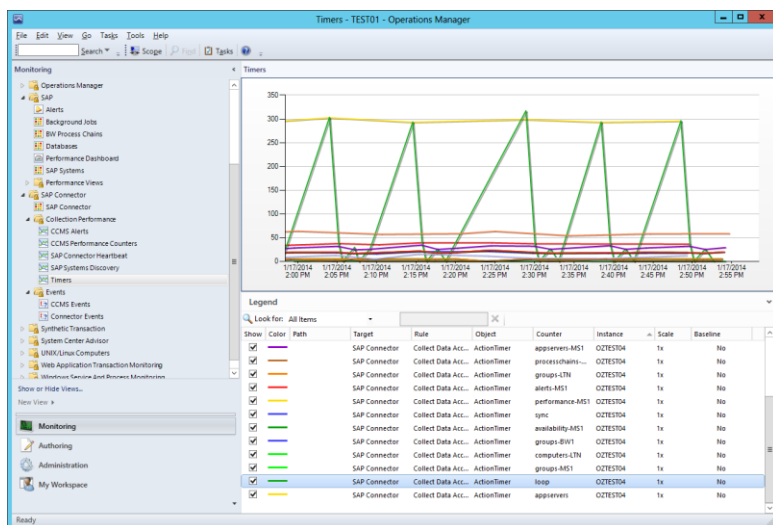 Timers - TEST01 - Operations Manager
File Edit View Go Tasks Tools Help
Search Scope Find Tasks
Monitoring
Operations Manager
SAP
Alerts
Background Jobs
BW Process Chains
Databases
Performance Dashboard
SAP Systems
Performance Views
SAP Connector
SAP Connector
Collection Performance
CCMS Alerts
CCMS Performance Counters
SAP Connector Heartbeat
SAP Systems Discovery
Timers
Events
CCMS Events
Connector Events
Synthetic Transaction
System Center Advisor
UNIX/Linux Computers
Web Application Transaction Monitoring
Windows Service And Process Monitoring
Show or Hide Views...
New View
Monitoring
Authoring
Administration
My Workspace
Ready
Timers
350
300
250
200
150
100
50
0
1/17/2014 1/17/2014 1/17/2014 1/17/2014 1/17/2014 1/17/2014 1/17/2014 1/17/2014 1/17/2014 1/17/2014 1/17/2014 1/17/2014
2:00 PM 2:05 PM 2:10 PM 2:15 PM 2:20 PM 2:25 PM 2:30 PM 2:35 PM 2:40 PM 2:45 PM 2:50 PM 2:55 PM
Legend
Look for: All Items
Show Color Path Target Rule Object Counter Instance Scale Baseline
SAP Connector Collect Data Acc... ActionTimer appservers-MS1 OZTEST04 1x No
SAP Connector Collect Data Acc... ActionTimer processchains-... OZTEST04 1x No
SAP Connector Collect Data Acc... ActionTimer groups-LTN OZTEST04 1x No
SAP Connector Collect Data Acc... ActionTimer alerts-MS1 OZTEST04 1x No
SAP Connector Collect Data Acc... ActionTimer performance-MS1 OZTEST04 1x No
SAP Connector Collect Data Acc... ActionTimer sync OZTEST04 1x No
SAP Connector Collect Data Acc... ActionTimer availability-MS1 OZTEST04 1x No
SAP Connector Collect Data Acc... ActionTimer groups-BW1 OZTEST04 1x No
SAP Connector Collect Data Acc... ActionTimer computers-LTN OZTEST04 1x No
SAP Connector Collect Data Acc... ActionTimer groups-MS1 OZTEST04 1x No
SAP Connector Collect Data Acc... ActionTimer loop OZTEST04 1x No
SAP Connector Collect Data Acc... ActionTimer appservers OZTEST04 1x No